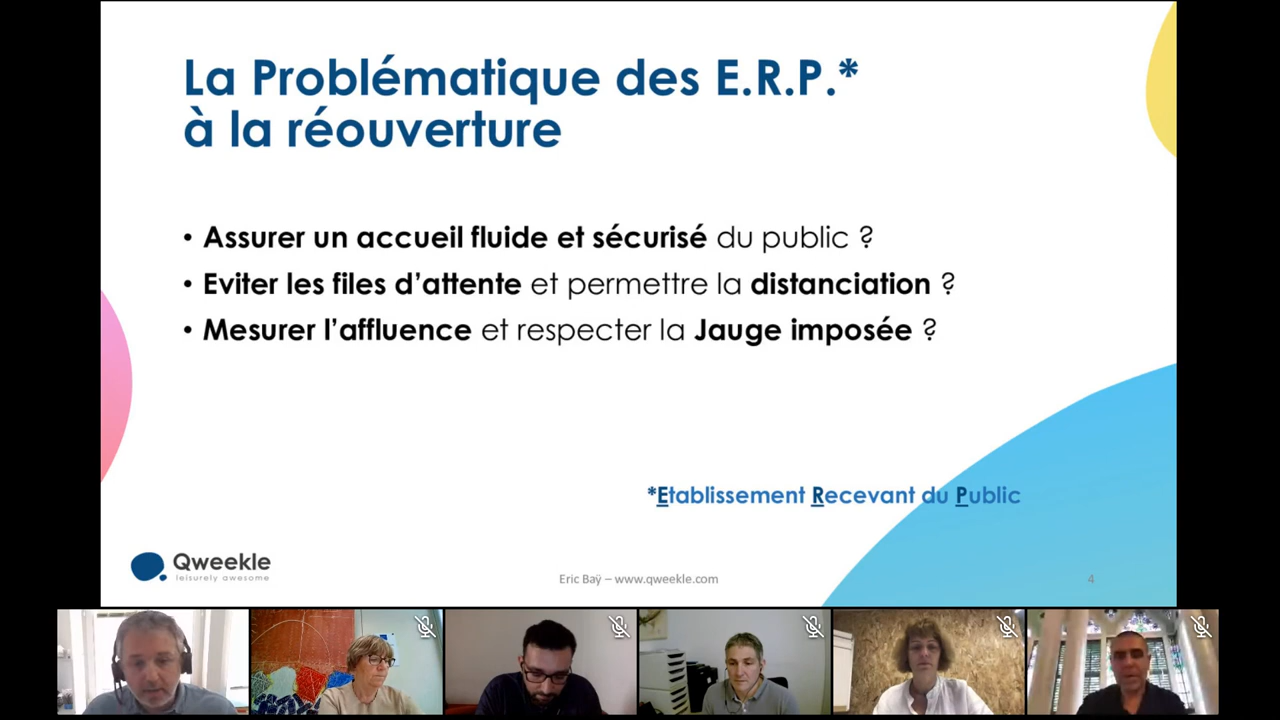 La Problématique des E.R.P.*
à la réouverture
• Assurer un accueil fluide et sécurisé du public ?
• Eviter les files d’attente et permettre la distanciation ?
• Mesurer l’affluence et respecter la Jauge imposée ?
*Etablissement Recevant du Public
Qweekle
leisurely awesome
Eric Baÿ – www.qweekle.com
4